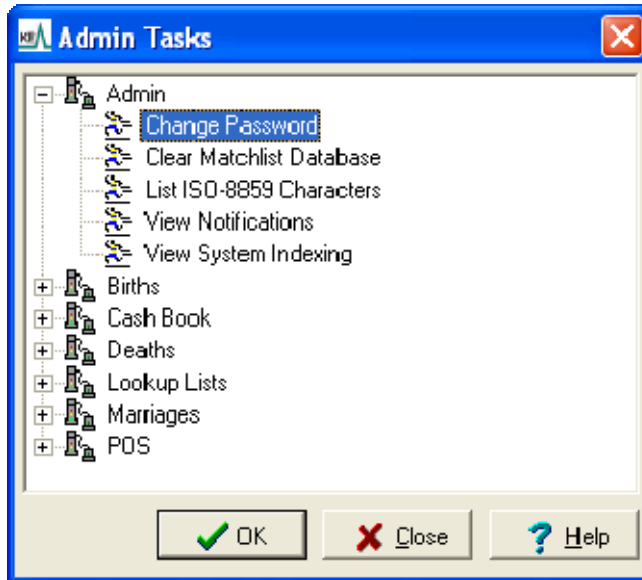 KE Admin Tasks
Admin
Change Password
Clear Matchlist Database
List ISO-8859 Characters
View Notifications
View System Indexing
Births
Cash Book
Deaths
Lookup Lists
Marriages
POS
OK Close Help